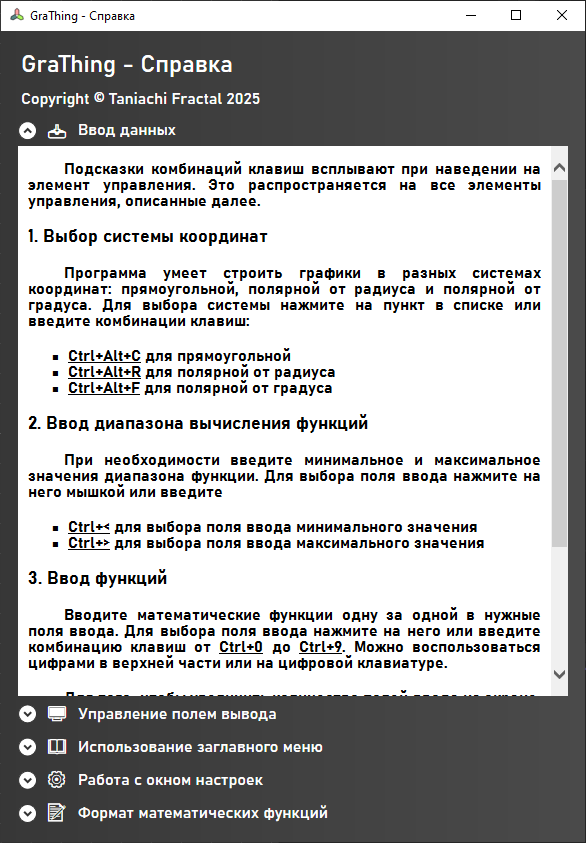 GraThing - Справка
GraThing - Справка
Copyright © Taniachi Fractal 2025
Ввод данных
Подсказки комбинаций клавиш всплывают при наведении на
элемент управления. Это распространяется на все элементы
управления, описанные далее.
1. Выбор системы координат
Программа умеет строить графики в разных системах
координат: прямоугольной, полярной от радиуса и полярной от
градуса. Для выбора системы нажмите на пункт в списке или
введите комбинации клавиш:
▪ Ctrl+Alt+C для прямоугольной
▪ Ctrl+Alt+R для полярной от радиуса
▪ Ctrl+Alt+F для полярной от градуса
2. Ввод диапазона вычисления функций
При необходимости введите минимальное и максимальное
значения диапазона функции. Для выбора поля ввода нажмите на
него мышкой или введите
▪ Ctrl+< для выбора поля ввода минимального значения
▪ Ctrl+> для выбора поля ввода максимального значения
3. Ввод функций
Вводите математические функции одну за одной в нужные
поля ввода. Для выбора поля ввода нажмите на него или введите
комбинацию клавиш от Ctrl+0 до Ctrl+9. Можно воспользоваться
цифрами в верхней части или на цифровой клавиатуре.
Управление полем вывода
Использование заглавного меню
Работа с окном настроек
Формат математических функций